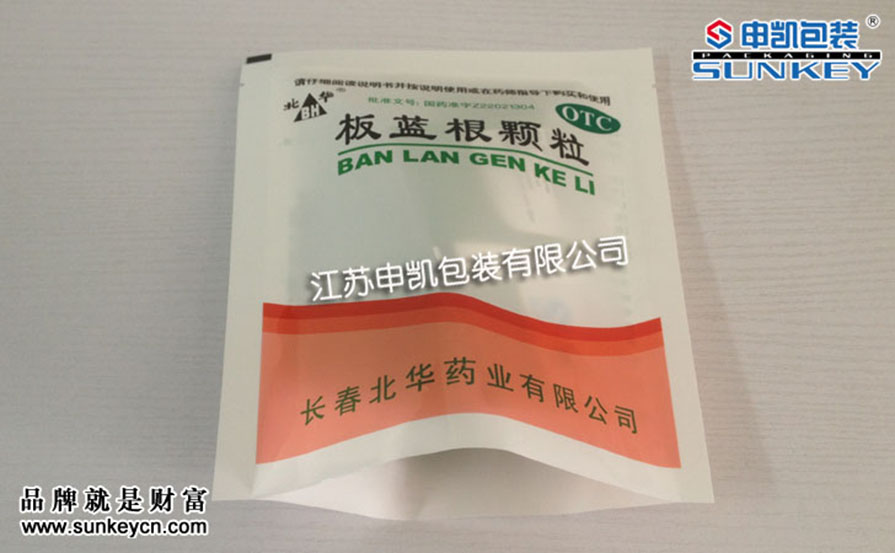 申凯包装
PACKAGING
SUNKEY
请仔细阅读说明书并按说明使用或在药师指导下购买和使用
北华
BH
®
批准文号：国药准字Z22021304
OTC
板蓝根颗粒
BAN LAN GEN KE LI
江苏申凯包装有限公司
长春北华药业有限公司
品牌就是财富
www.sunkeycn.com